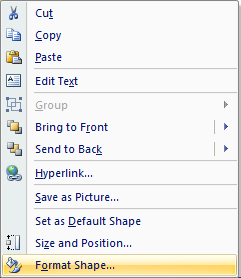 Cut
Copy
Paste
Edit Text
Group
Bring to Front
Send to Back
Hyperlink...
Save as Picture...
Set as Default Shape
Size and Position...
Format Shape...